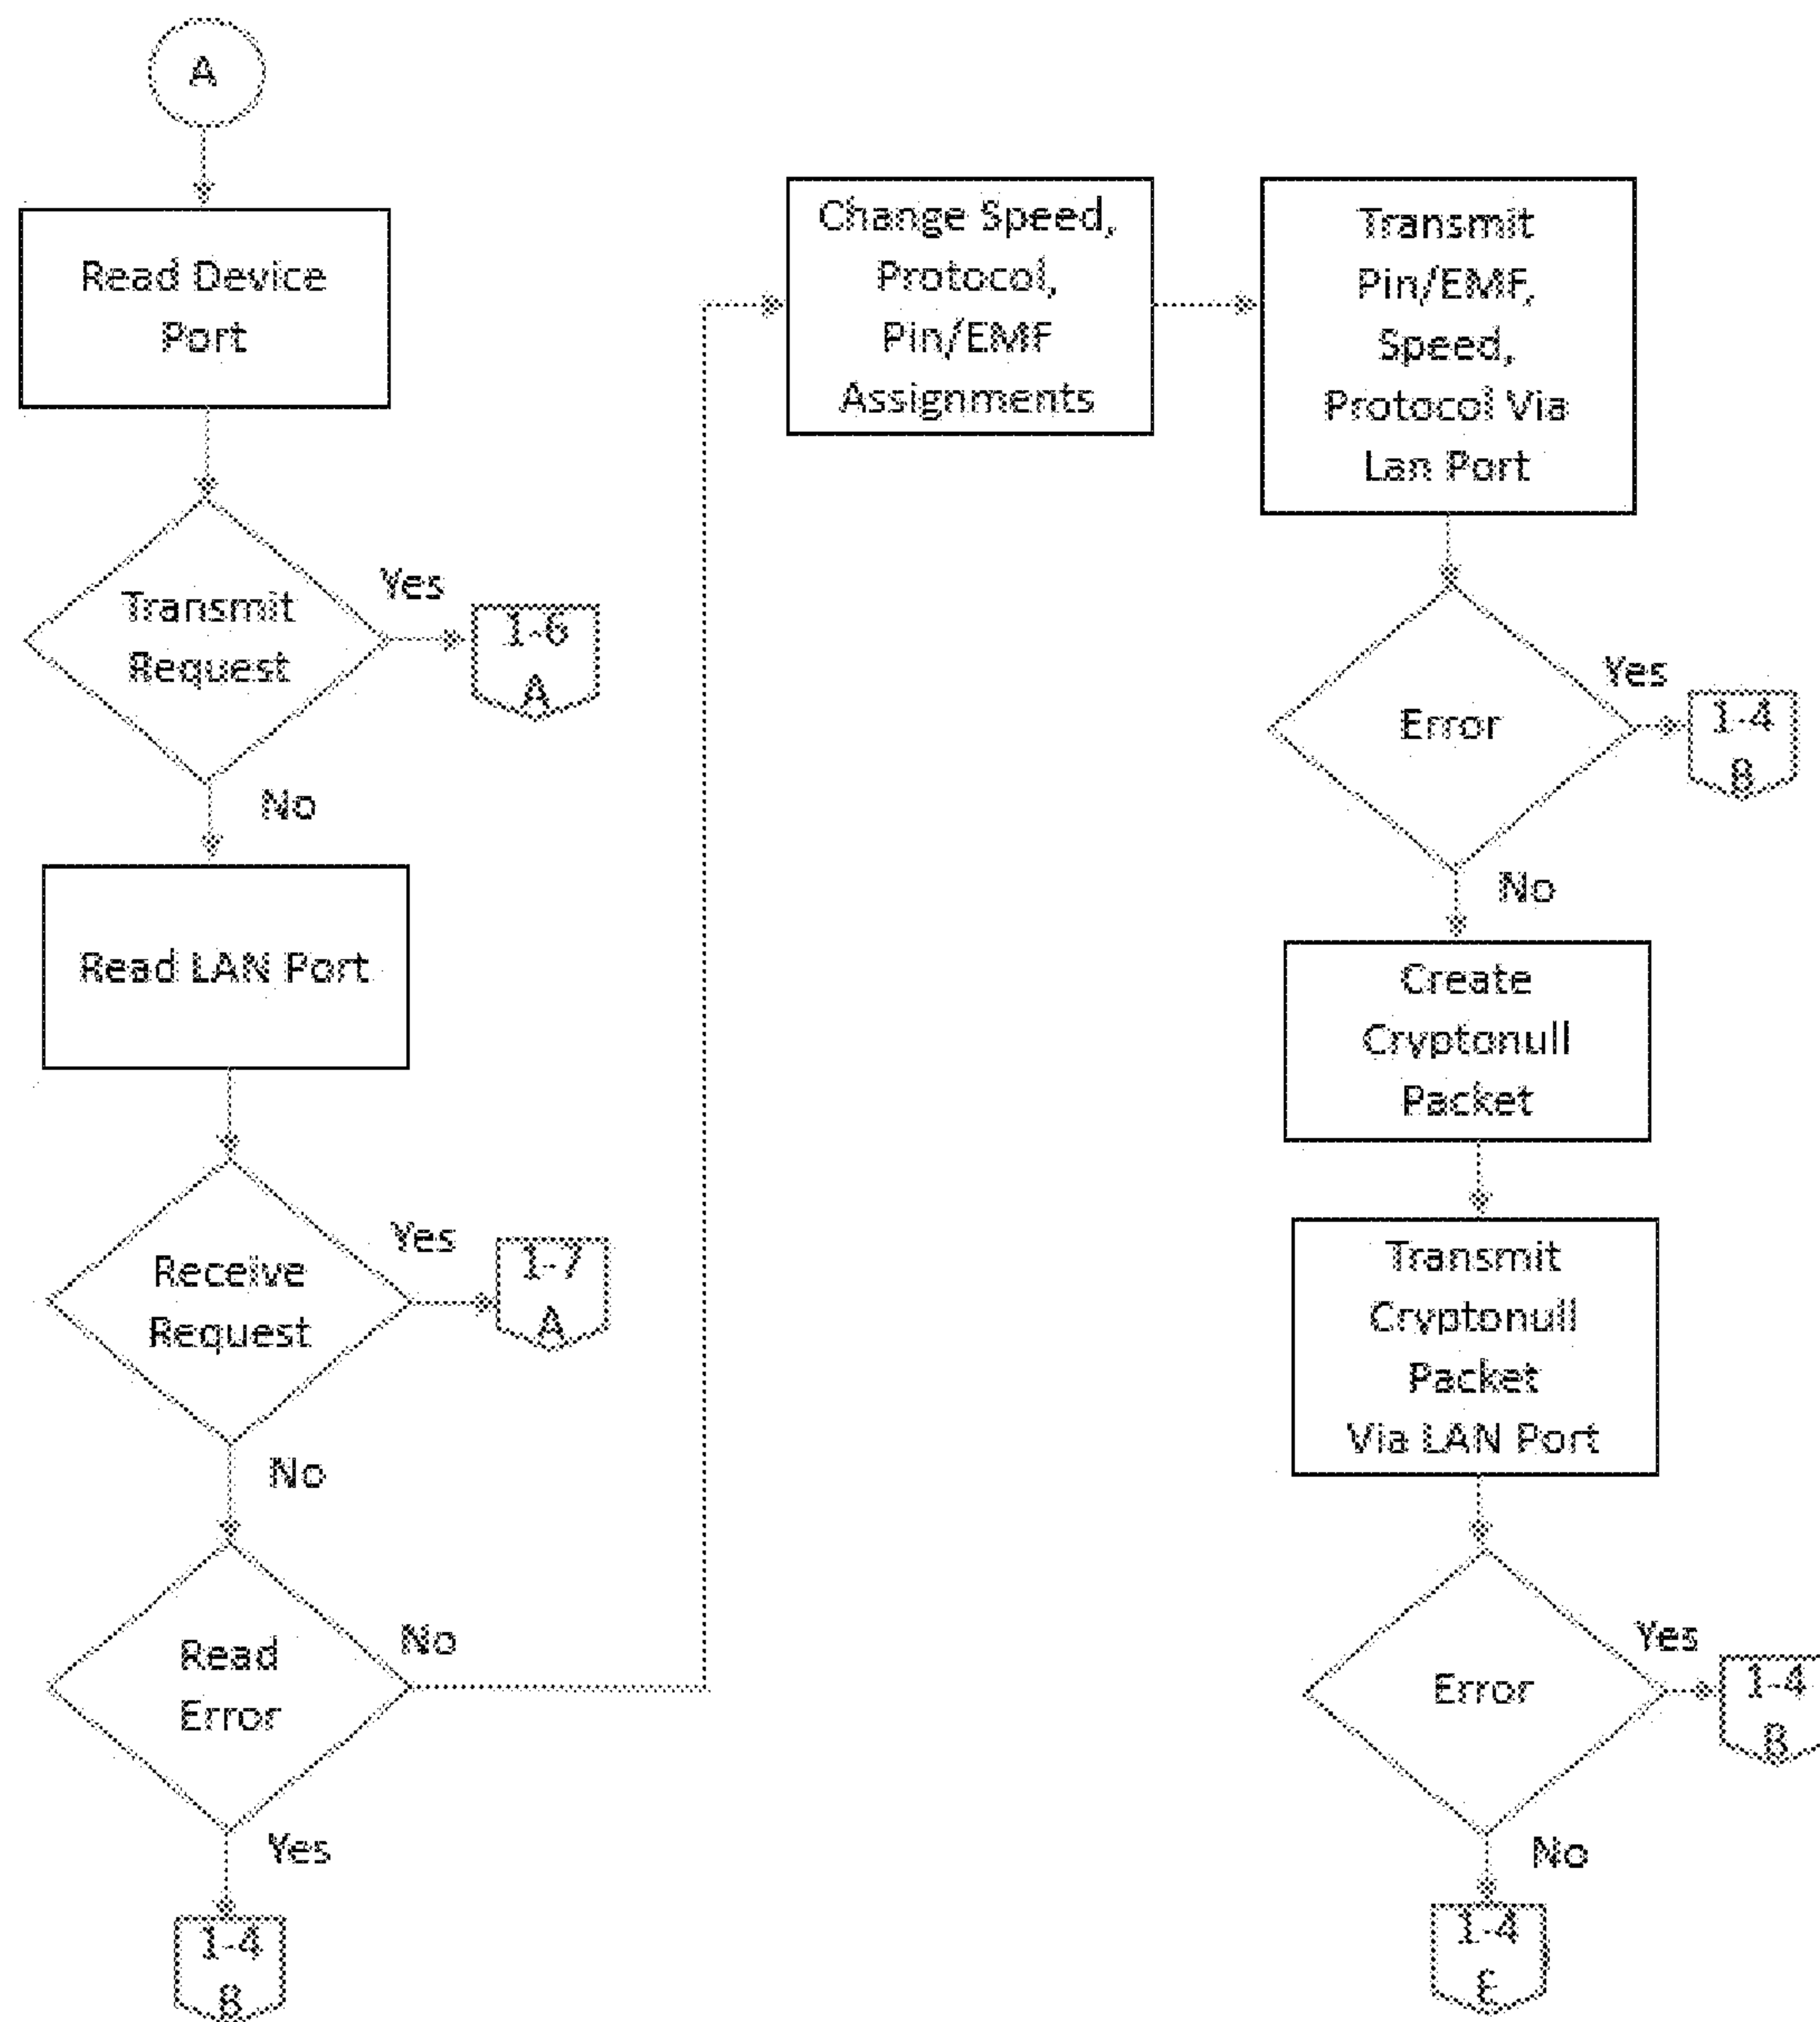 A
Read Device
Port
Transmit
Request
Yes
1-6
A
No
Read LAN Port
Receive
Request
Yes
1-7
A
No
Read
Error
No
Yes
1-4
B
Change Speed,
Protocol,
Pin/EMF
Assignments
Transmit
Pin/EMF,
Speed,
Protocol Via
Lan Port
Error
Yes
1-4
B
No
Create
Cryptonull
Packet
Transmit
Cryptonull
Packet
Via LAN Port
Error
Yes
1-4
B
No
1-4
E